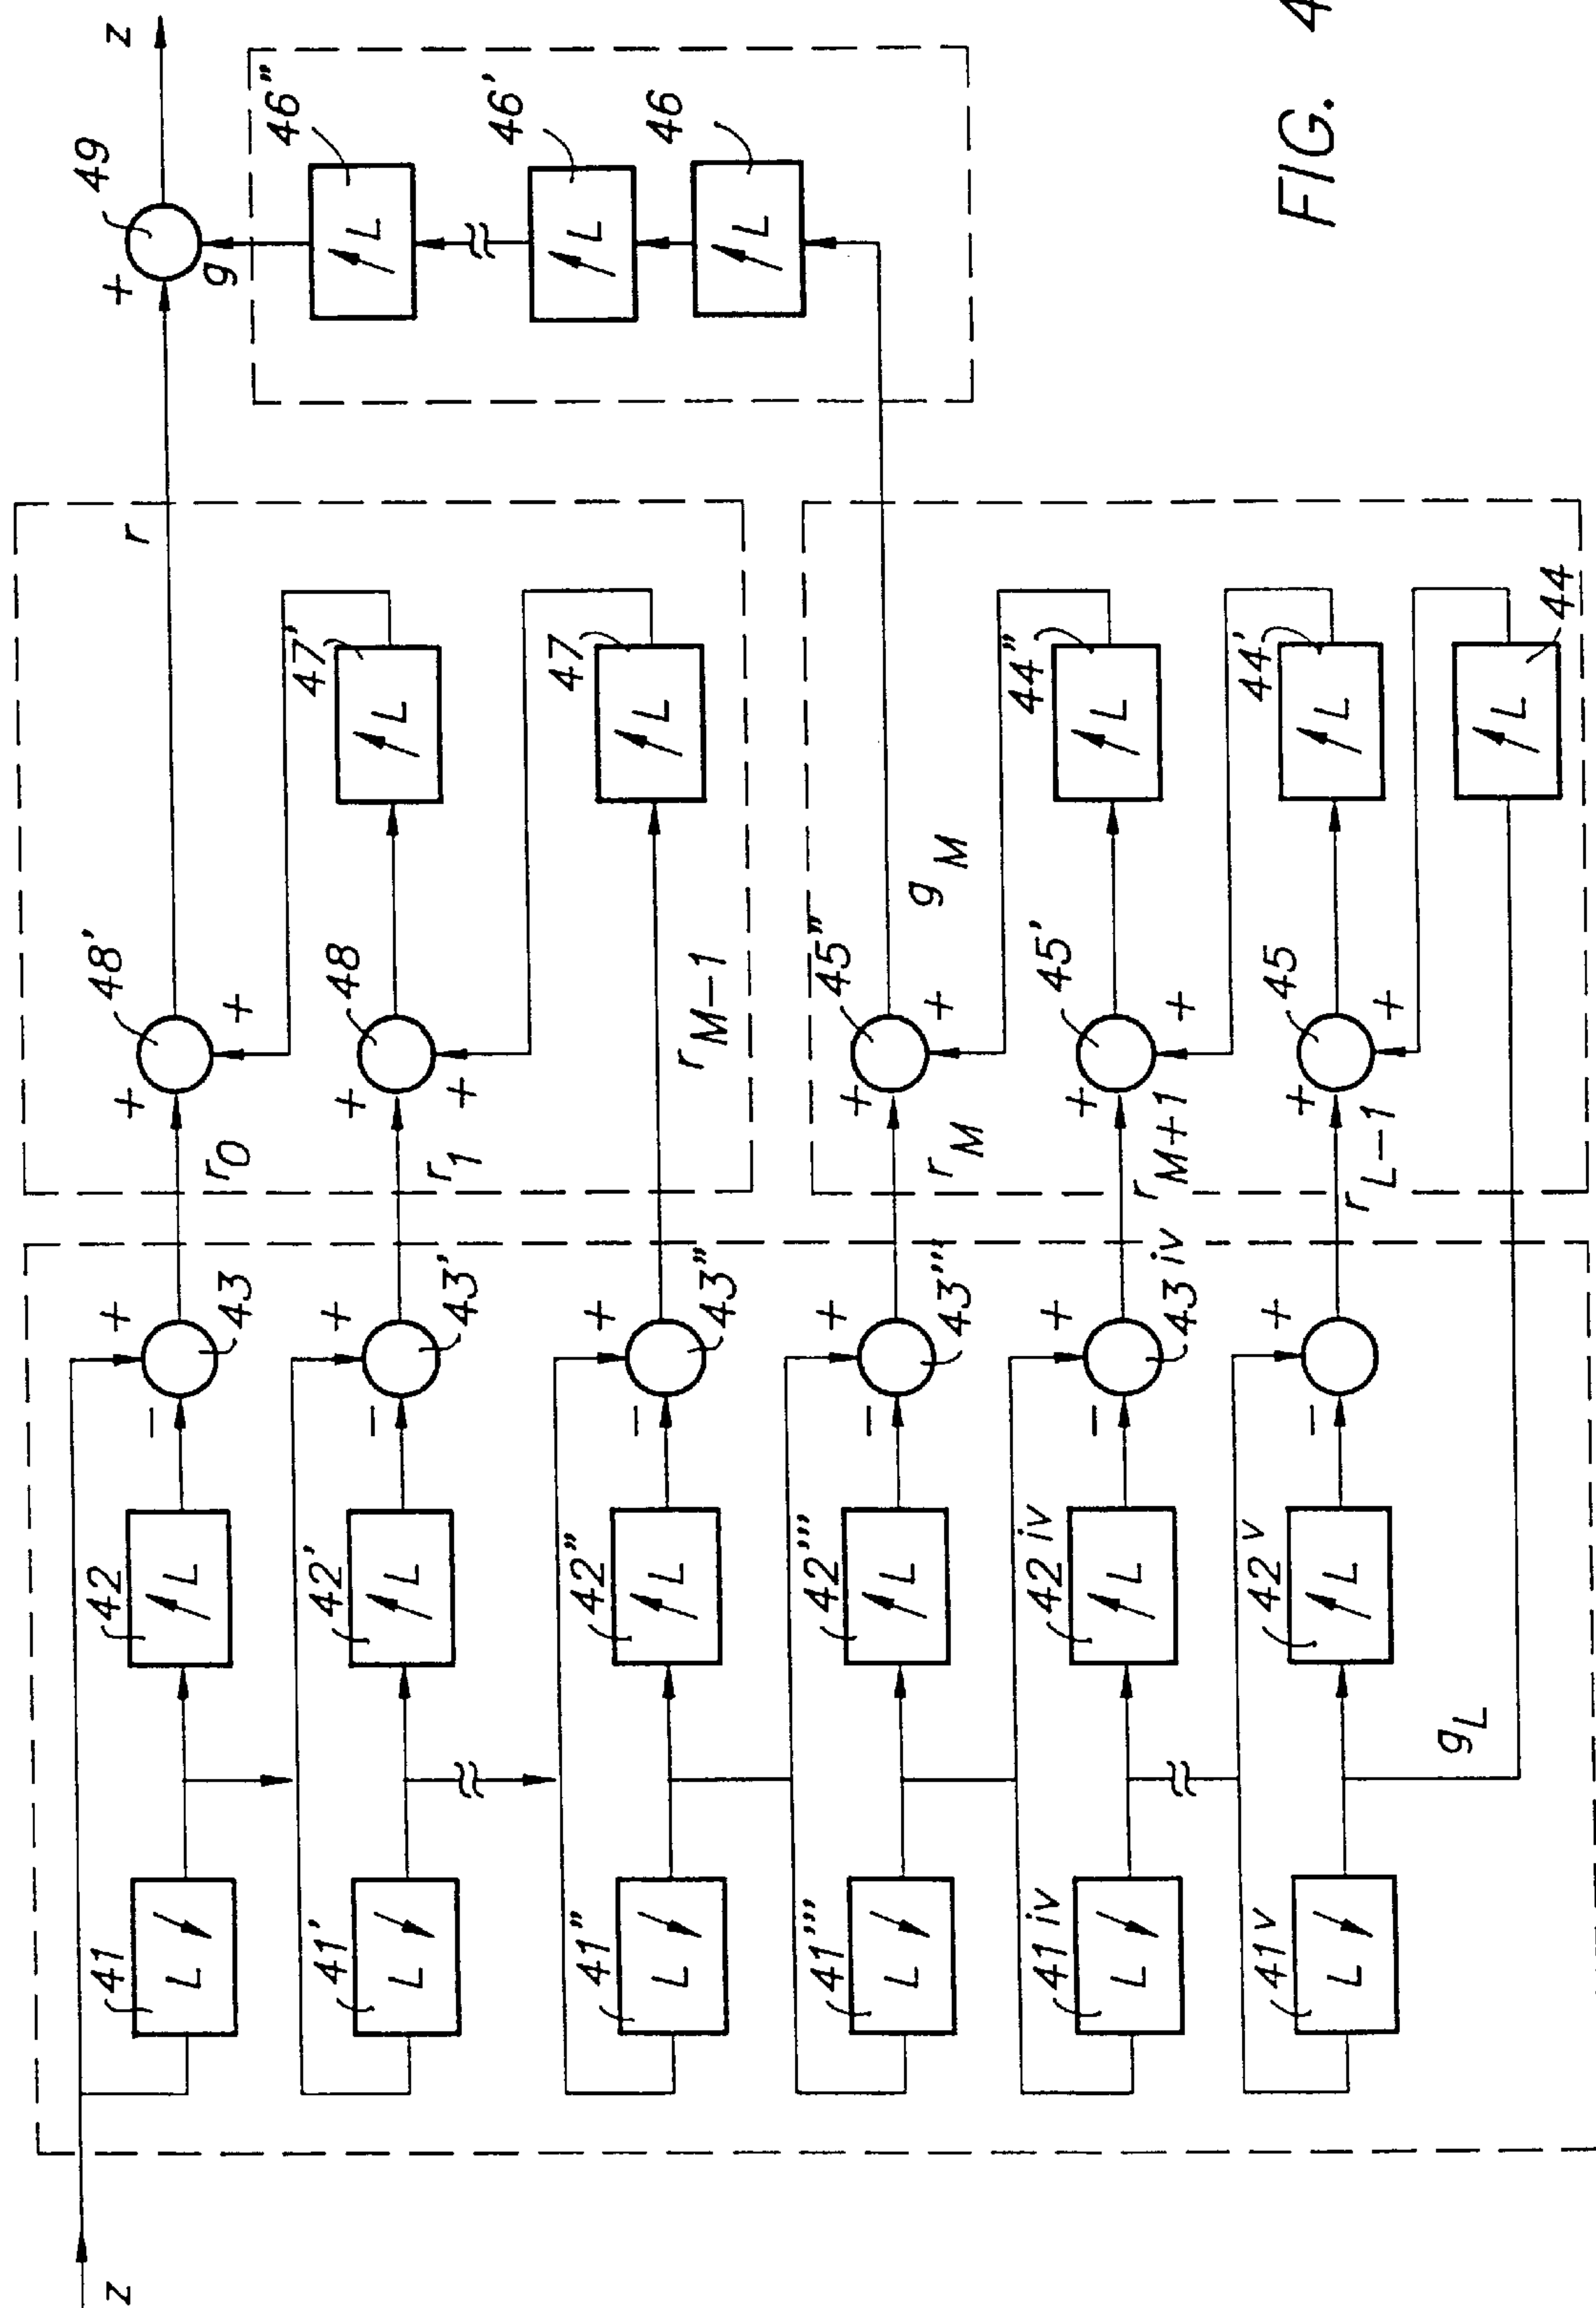 z
41
L
42
L
−
+
43
r0
+
+
48'
r
+
g
49
z
41'
L
42'
L
−
+
43'
r1
+
+
48
47'
L
46"
L
41"
L
42"
L
−
+
43"
rM−1
47
L
46'
L
46
L
41'''
L
42'''
L
−
+
43'''
rM
+
+
45"
gM
41iv
L
42iv
L
−
+
43iv
rM+1
+
+
45'
44"
L
41v
L
42v
L
−
+
rL−1
+
+
45
44'
L
gL
44
L
FIG. 4